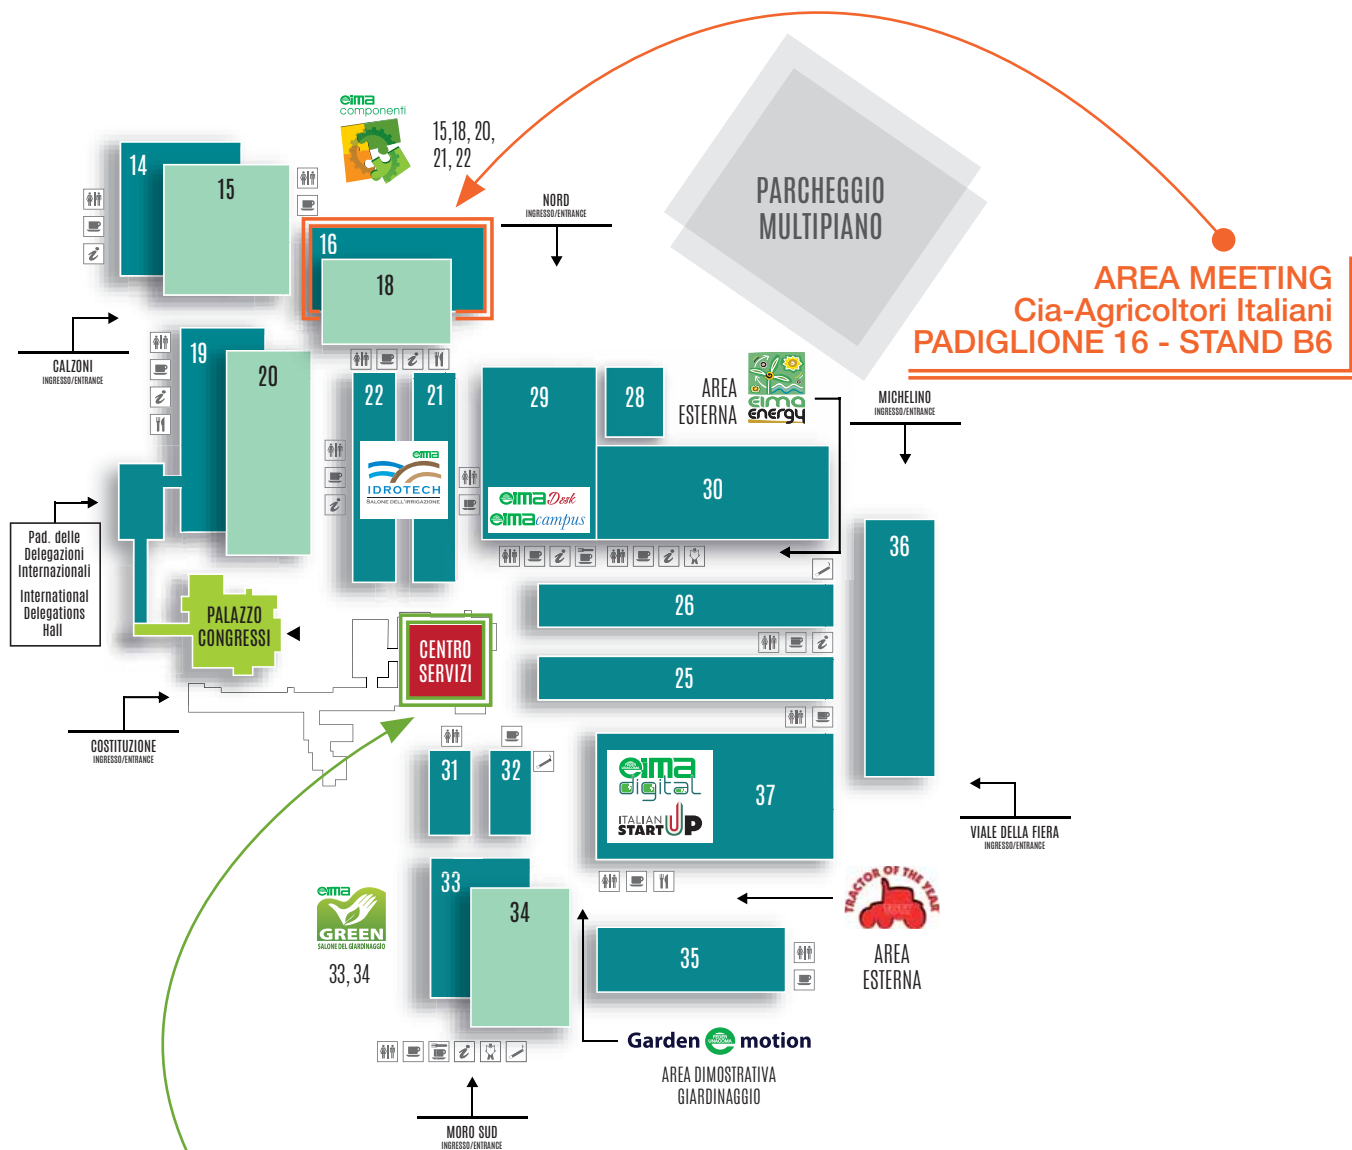 eima
componenti
15,18, 20,
21, 22
14
15
NORD
INGRESSO/ENTRANCE
PARCHEGGIO
MULTIPIANO
16
18
AREA MEETING
Cia-Agricoltori Italiani
PADIGLIONE 16 - STAND B6
CALZONI
INGRESSO/ENTRANCE
19
20
22
21
29
28
AREA
ESTERNA
eima
energy
MICHELINO
INGRESSO/ENTRANCE
eima
IDROTECH
SALONE DELL'IRRIGAZIONE
eima Desk
eima campus
30
36
Pad. delle
Delegazioni
Internazionali
International
Delegations
Hall
PALAZZO
CONGRESSI
26
CENTRO
SERVIZI
25
COSTITUZIONE
INGRESSO/ENTRANCE
31
32
eima
digital
ITALIAN
START UP
37
VIALE DELLA FIERA
INGRESSO/ENTRANCE
33
34
eima
GREEN
SALONE DEL GIARDINAGGIO
33, 34
TRACTOR OF THE YEAR
35
AREA
ESTERNA
Garden e motion
AREA DIMOSTRATIVA
GIARDINAGGIO
MORO SUD
INGRESSO/ENTRANCE